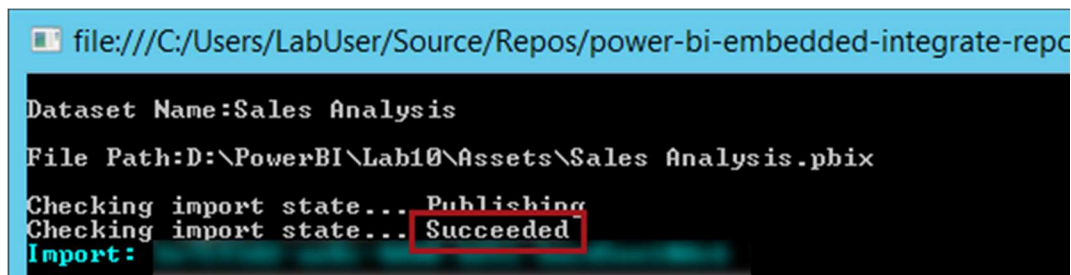 file:///C:/Users/LabUser/Source/Repos/power-bi-embedded-integrate-repo
Dataset Name:Sales Analysis
File Path:D:\PowerBI\Lab10\Assets\Sales Analysis.pbix
Checking import state... Publishing
Checking import state... Succeeded
Import: